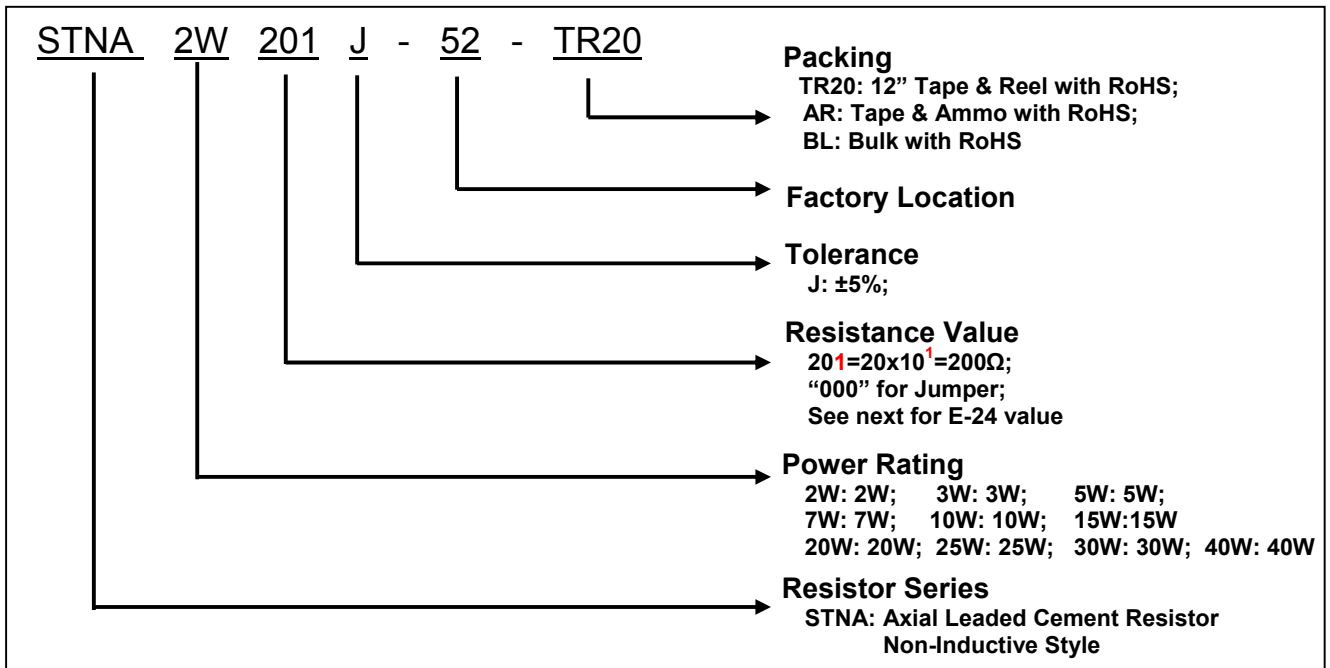 STNA 2W 201 J - 52 - TR20
Packing
TR20: 12” Tape & Reel with RoHS;
AR: Tape & Ammo with RoHS;
BL: Bulk with RoHS
Factory Location
Tolerance
J: ±5%;
Resistance Value
201=20x10¹=200Ω;
“000” for Jumper;
See next for E-24 value
Power Rating
2W: 2W; 3W: 3W; 5W: 5W;
7W: 7W; 10W: 10W; 15W:15W
20W: 20W; 25W: 25W; 30W: 30W; 40W: 40W
Resistor Series
STNA: Axial Leaded Cement Resistor
Non-Inductive Style